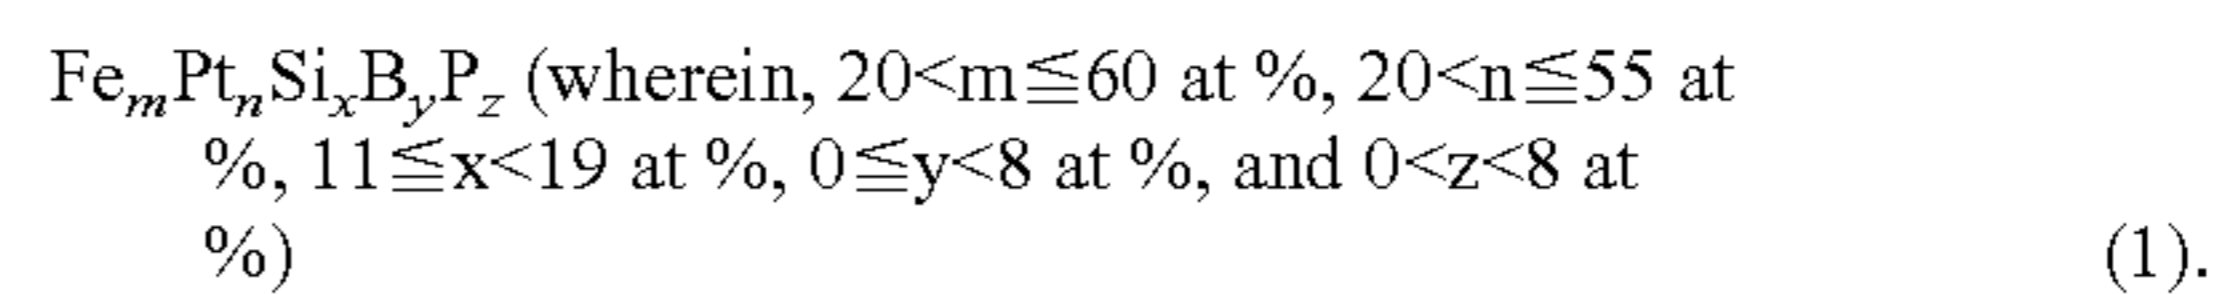 Fe_mPt_nSi_xB_yP_z (wherein, 20<m≦60 at %, 20<n≦55 at
%, 11≦x<19 at %, 0≦y<8 at %, and 0<z<8 at
%) (1).